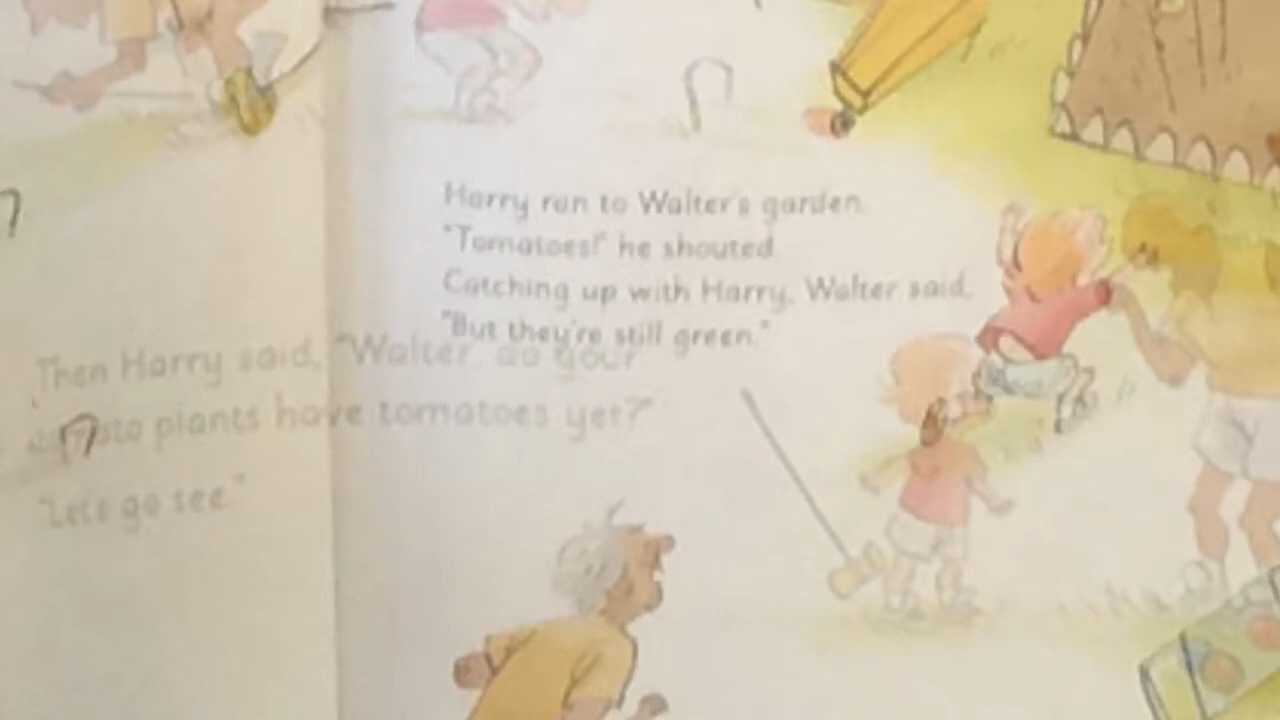 Harry ran to Walter's garden.
"Tomatoes!" he shouted.
Catching up with Harry, Walter said,
"But they're still green."
Then Harry said, "Walter, do your
plants have tomatoes yet?"
"Let's go see."